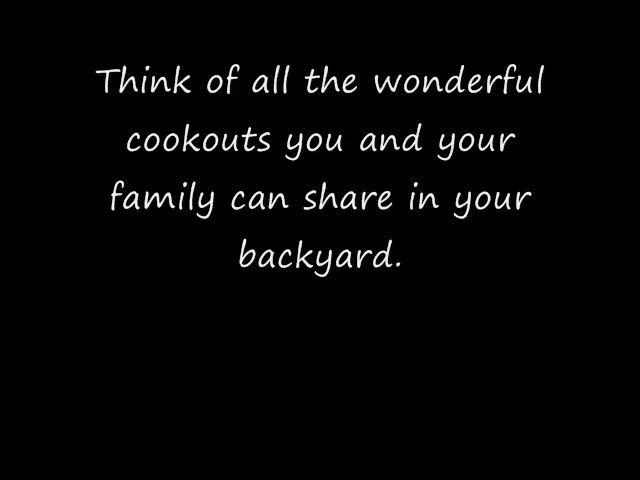 Think of all the wonderful
cookouts you and your
family can share in your
backyard.